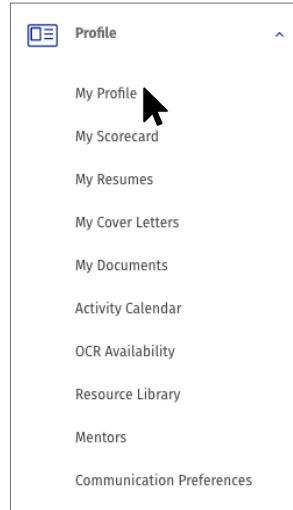 Profile
My Profile
My Scorecard
My Resumes
My Cover Letters
My Documents
Activity Calendar
OCR Availability
Resource Library
Mentors
Communication Preferences